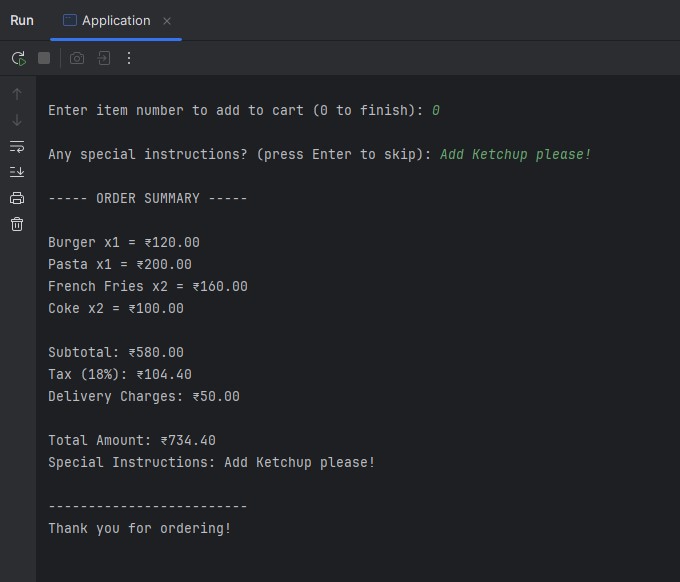 Run Application
Enter item number to add to cart (0 to finish): 0
Any special instructions? (press Enter to skip): Add Ketchup please!
----- ORDER SUMMARY -----
Burger x1 = ₹120.00
Pasta x1 = ₹200.00
French Fries x2 = ₹160.00
Coke x2 = ₹100.00
Subtotal: ₹580.00
Tax (18%): ₹104.40
Delivery Charges: ₹50.00
Total Amount: ₹734.40
Special Instructions: Add Ketchup please!
-------------------------
Thank you for ordering!